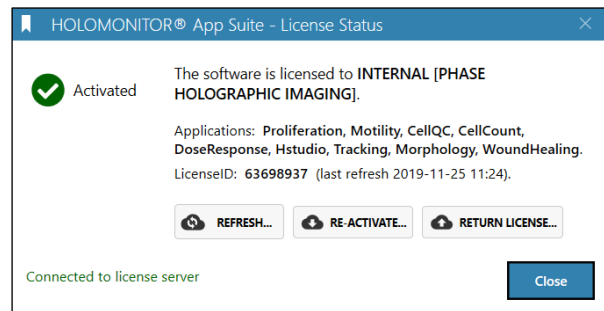 HOLOMONITOR® App Suite - License Status
Activated
The software is licensed to INTERNAL [PHASE
HOLOGRAPHIC IMAGING].
Applications: Proliferation, Motility, CellQC, CellCount,
DoseResponse, Hstudio, Tracking, Morphology, WoundHealing.
LicenseID: 63698937 (last refresh 2019-11-25 11:24).
REFRESH... RE-ACTIVATE... RETURN LICENSE...
Connected to license server
Close